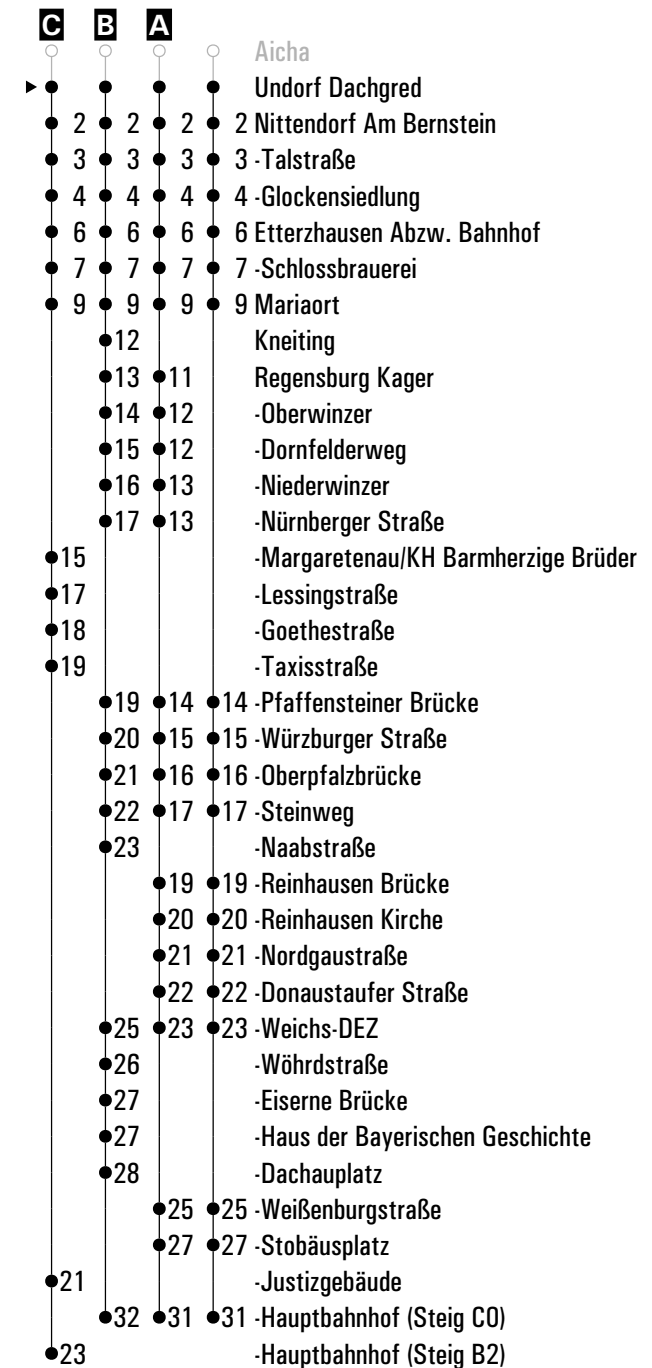 C B A
Aicha
Undorf Dachgred
2 2 2 2 Nittendorf Am Bernstein
3 3 3 3 -Talstraße
4 4 4 4 -Glockensiedlung
6 6 6 6 Etterzhausen Abzw. Bahnhof
7 7 7 7 -Schlossbrauerei
9 9 9 9 Mariaort
12 Kneiting
13 11 Regensburg Kager
14 12 -Oberwinzer
15 12 -Dornfelderweg
16 13 -Niederwinzer
17 13 -Nürnberger Straße
15 -Margaretenau/KH Barmherzige Brüder
17 -Lessingstraße
18 -Goethestraße
19 -Taxisstraße
19 14 14 -Pfaffensteiner Brücke
20 15 15 -Würzburger Straße
21 16 16 -Oberpfalzbrücke
22 17 17 -Steinweg
23 -Naabstraße
19 19 -Reinhausen Brücke
20 20 -Reinhausen Kirche
21 21 -Nordgaustraße
22 22 -Donaustaufer Straße
25 23 23 -Weichs-DEZ
26 -Wöhrdstraße
27 -Eiserne Brücke
27 -Haus der Bayerischen Geschichte
28 -Dachauplatz
25 25 -Weißenburgstraße
27 27 -Stobäusplatz
21 -Justizgebäude
32 31 31 -Hauptbahnhof (Steig C0)
23 -Hauptbahnhof (Steig B2)